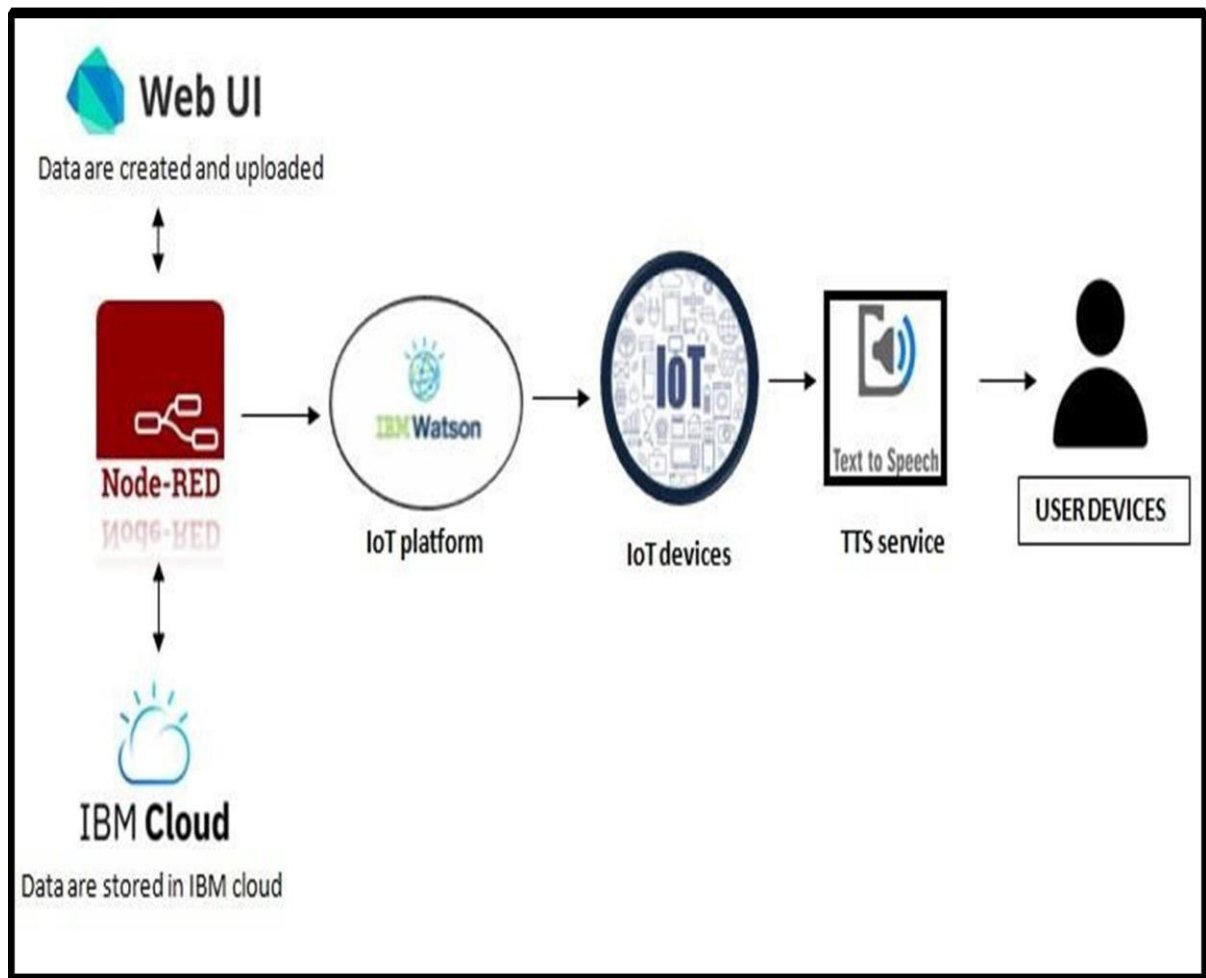 Web UI
Data are created and uploaded
Node-RED
Node-RED
IBM Watson
IoT platform
IoT
IoT devices
Text to Speech
TTS service
USER DEVICES
IBM Cloud
Data are stored in IBM cloud